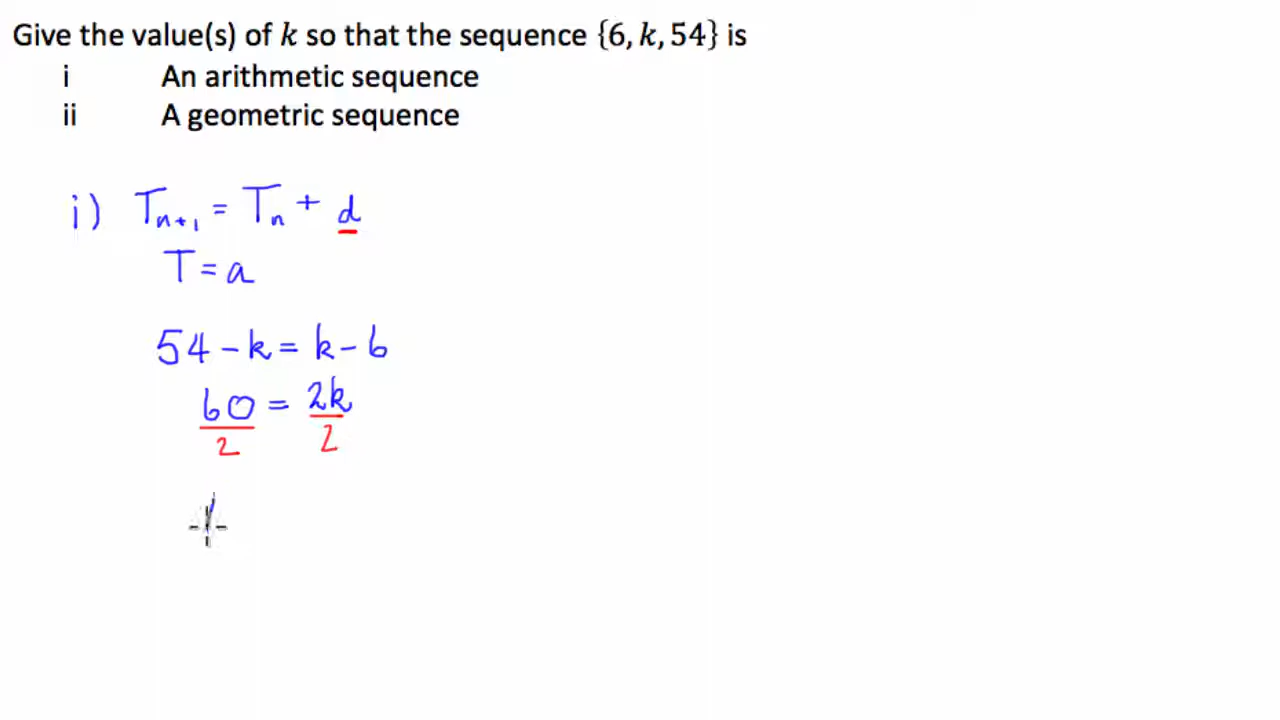 Give the value(s) of k so that the sequence {6, k, 54} is
i An arithmetic sequence
ii A geometric sequence
i) Tn+1 = Tn + d
T = a
54 - k = k - 6
60/2 = 2k/2